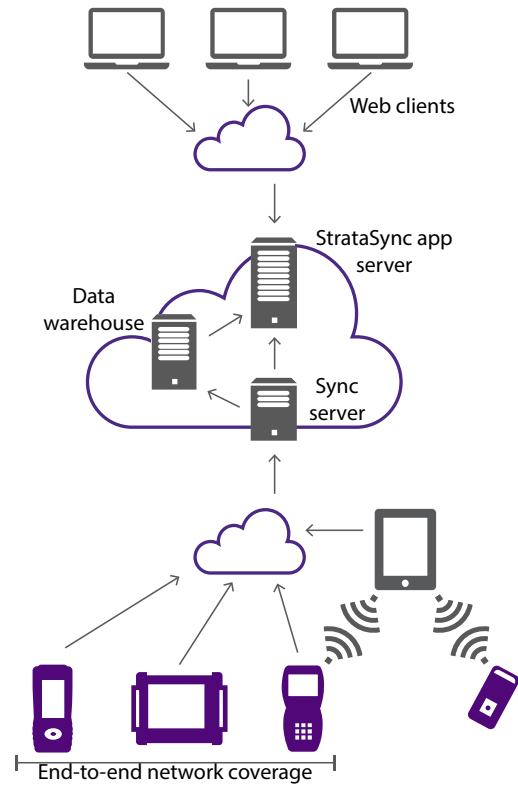 Web clients
StrataSync app
server
Data
warehouse
Sync
server
End-to-end network coverage